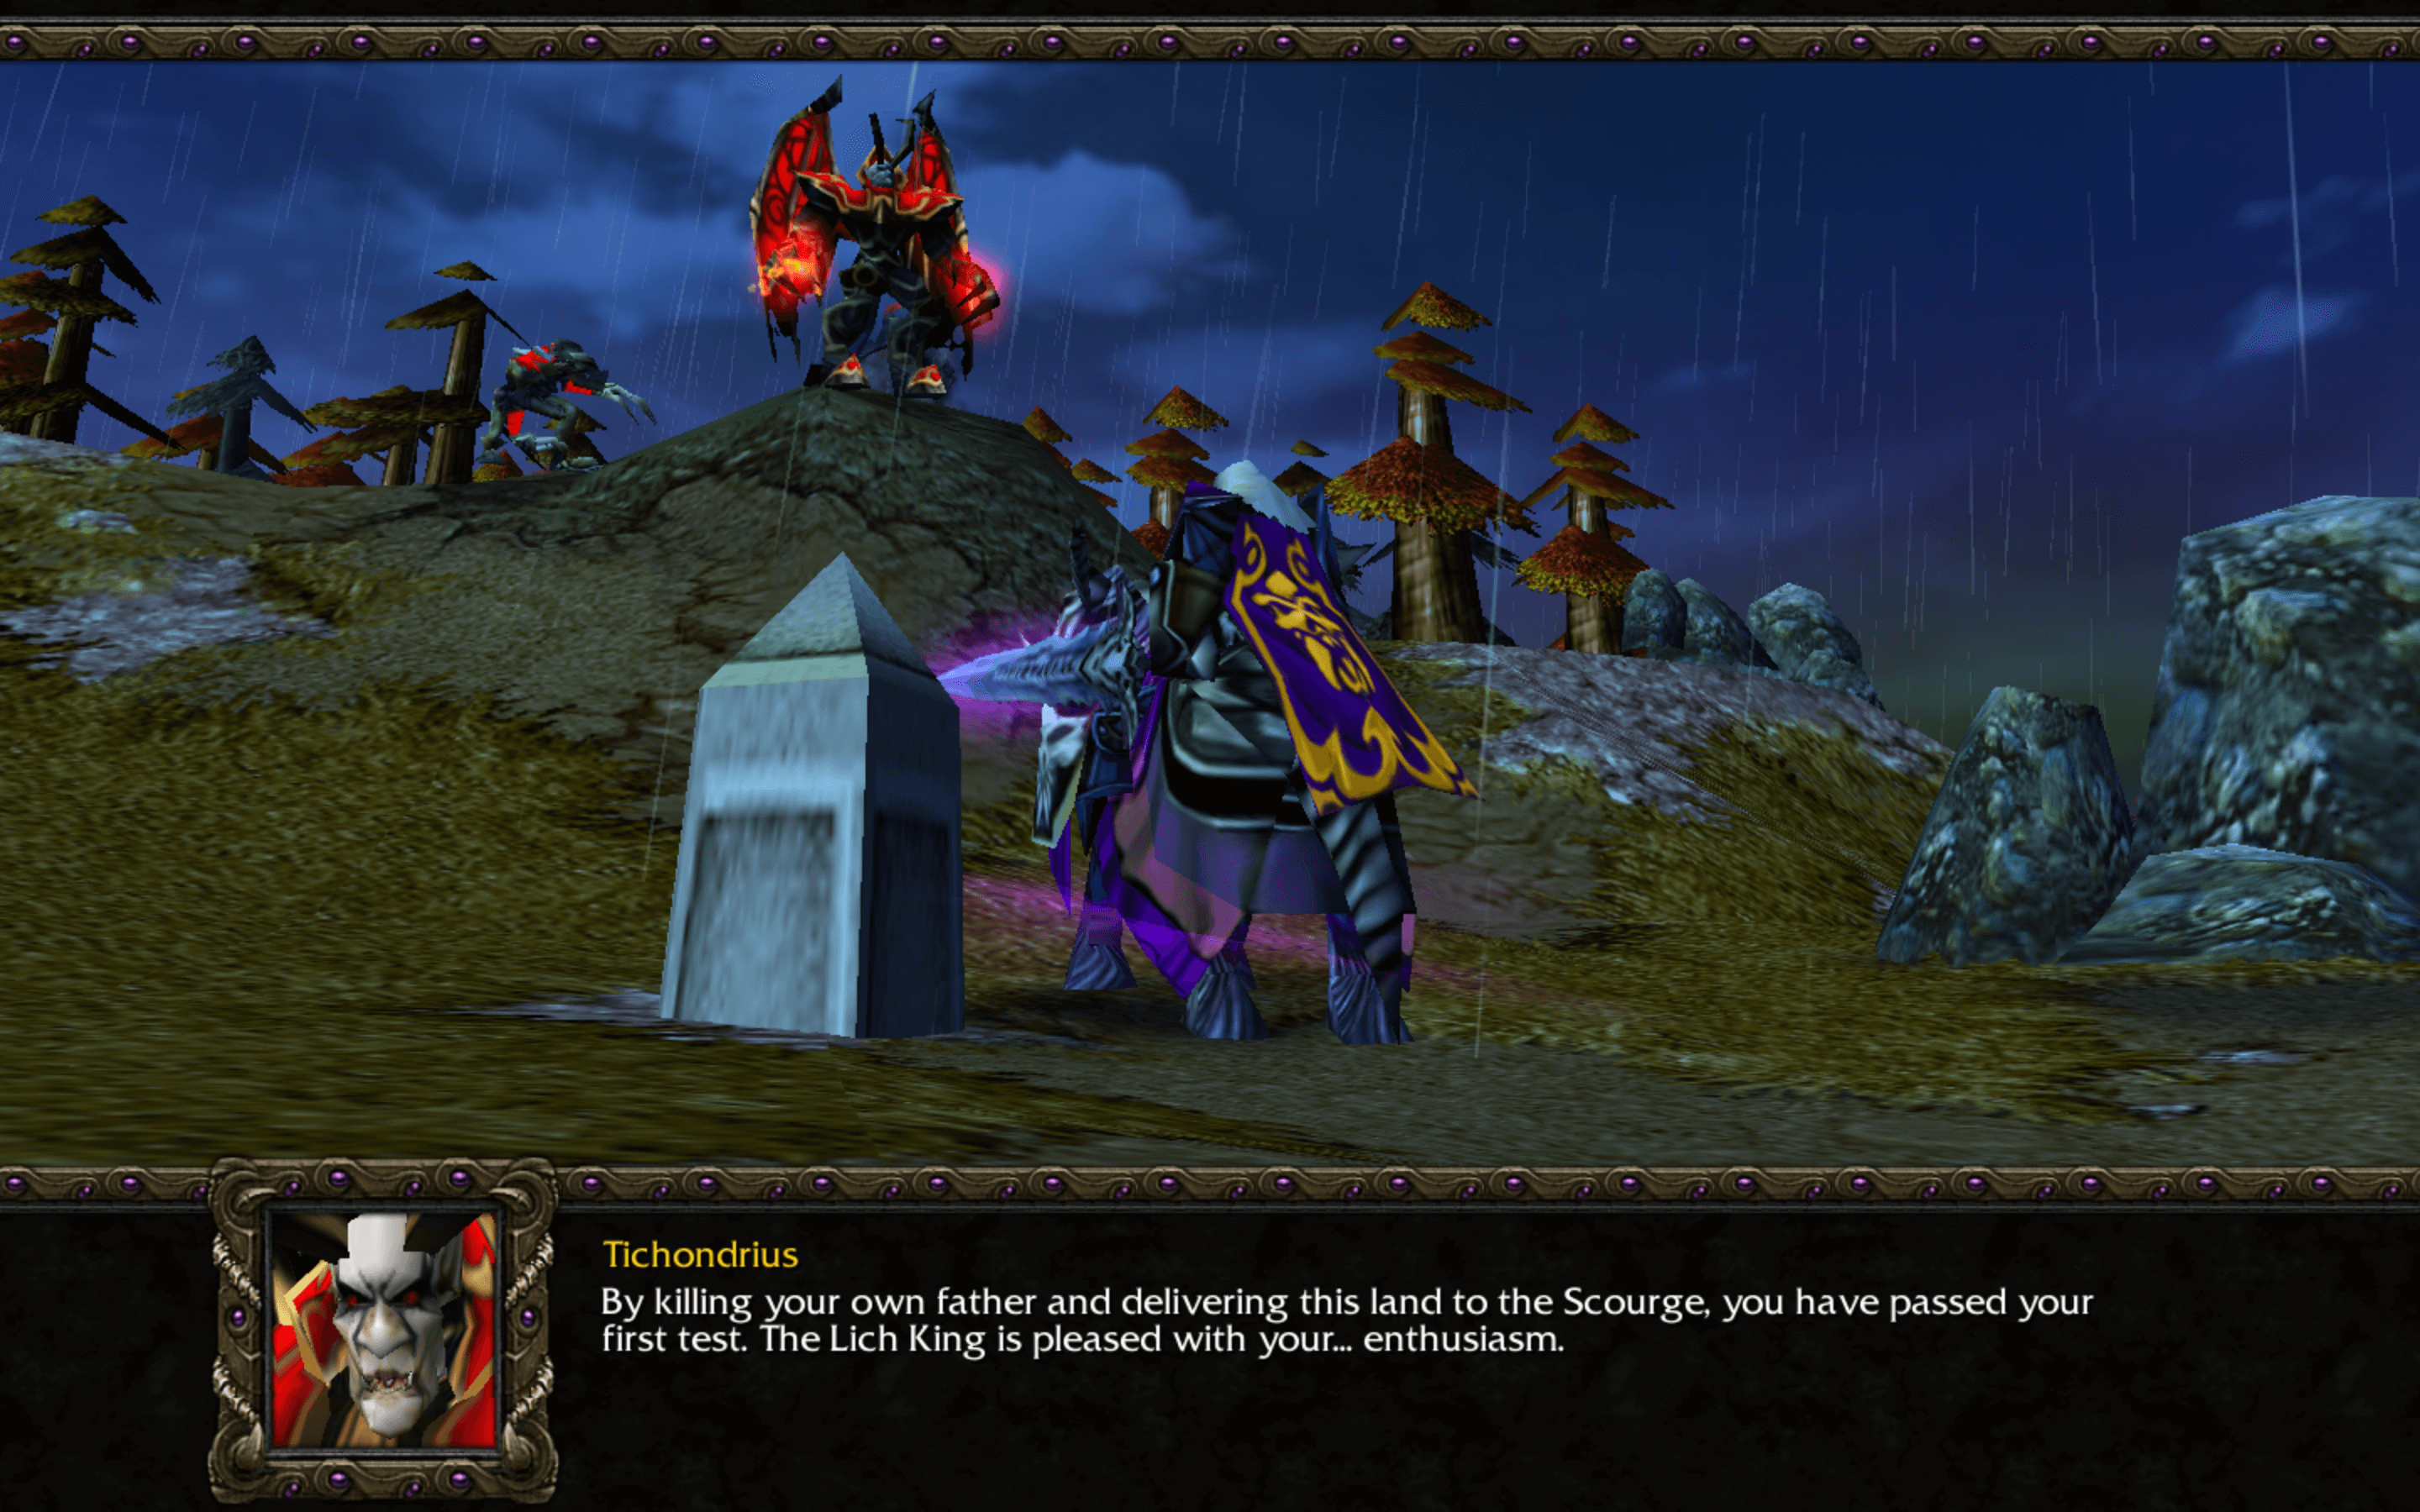 Tichondrius
By killing your own father and delivering this land to the Scourge, you have passed your
first test. The Lich King is pleased with your... enthusiasm.